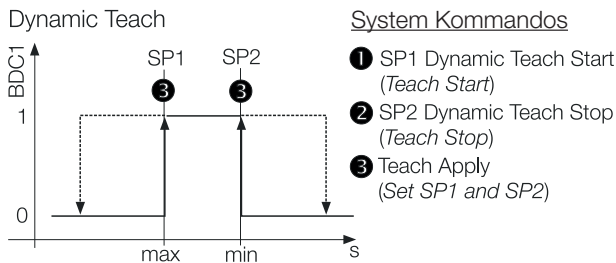 Dynamic Teach
BDC1
SP1 SP2
3 3
1
0
max min s
System Kommandos
1 SP1 Dynamic Teach Start
(Teach Start)
2 SP2 Dynamic Teach Stop
(Teach Stop)
3 Teach Apply
(Set SP1 and SP2)